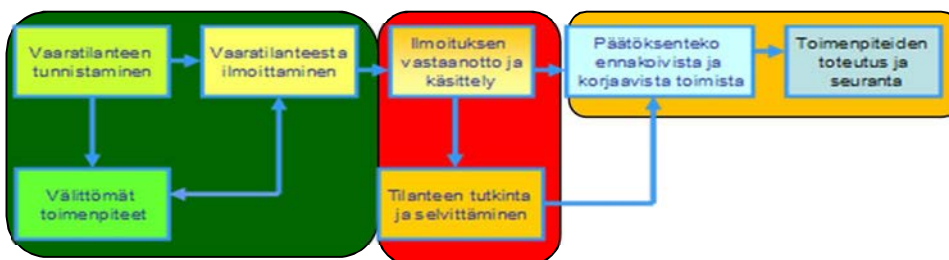 Vaaratilanteen
tunnistaminen
Vaaratilanteesta
ilmoittaminen
Ilmoituksen
vastaanotto ja
käsittely
Päätöksenteko
ennakoivista ja
korjaavista toimista
Toimenpiteiden
toteutus ja
seuranta
Välittömät
toimenpiteet
Tilanteen tutkinta
ja selvittäminen